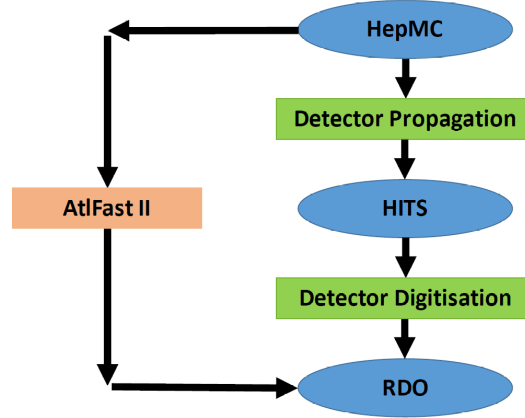 HepMC
Detector Propagation
AtlFast II
HITS
Detector Digitisation
RDO